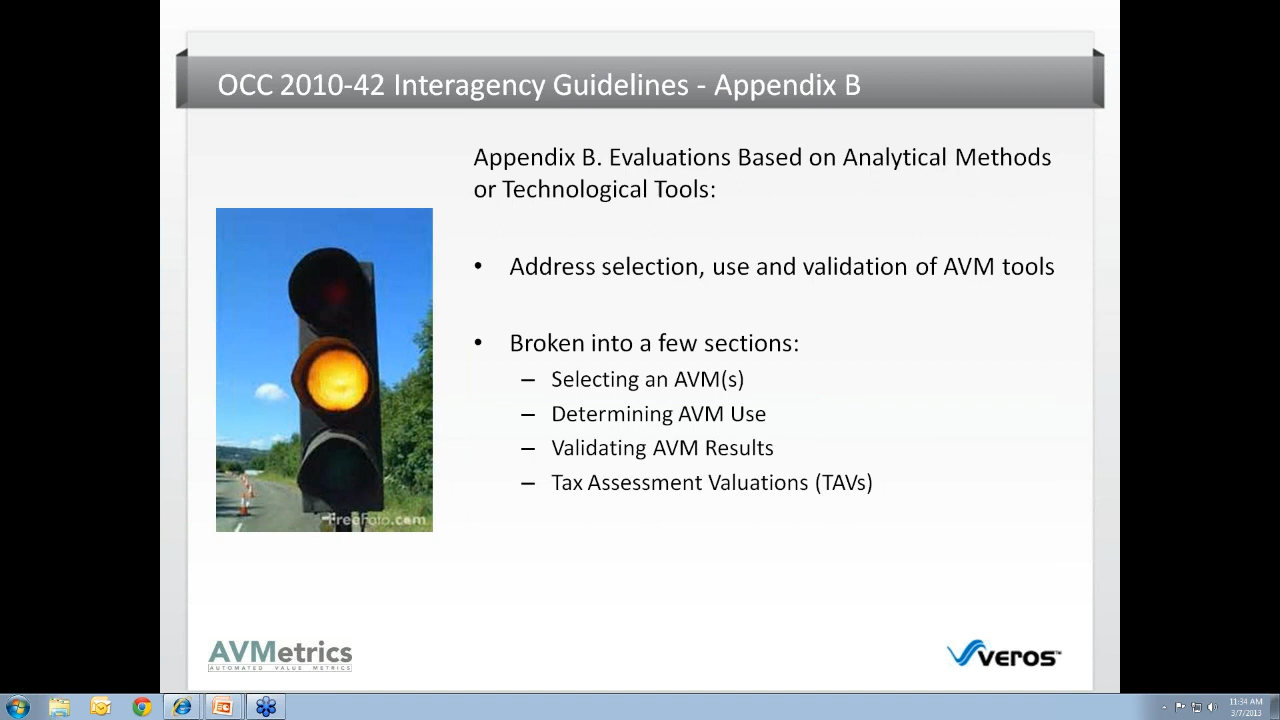 OCC 2010-42 Interagency Guidelines - Appendix B
Appendix B. Evaluations Based on Analytical Methods
or Technological Tools:
• Address selection, use and validation of AVM tools
• Broken into a few sections:
– Selecting an AVM(s)
– Determining AVM Use
– Validating AVM Results
– Tax Assessment Valuations (TAVs)
FreeFoto.com
AVMetrics
AUTOMATED VALUE METRICS
veros™
11:34 AM
3/7/2013